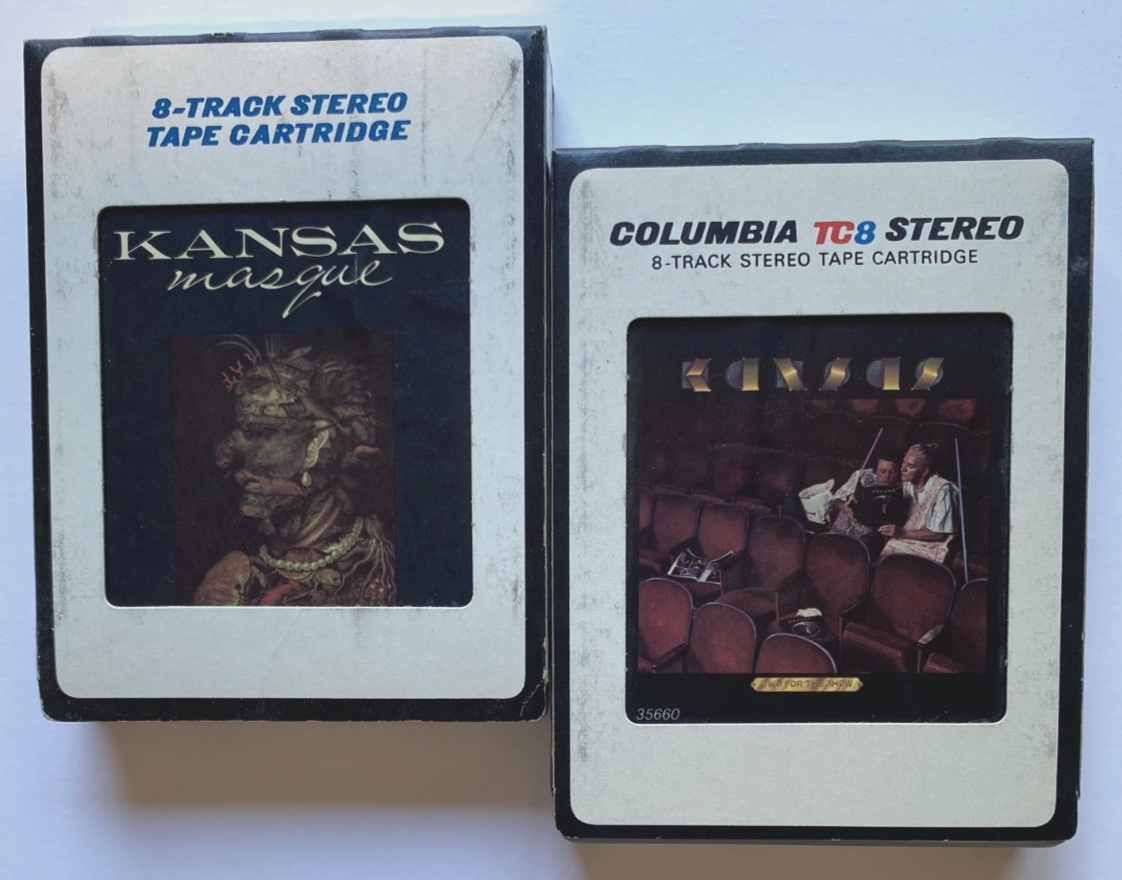 8-TRACK STEREO
TAPE CARTRIDGE
KANSAS
masque
COLUMBIA TC8 STEREO
8-TRACK STEREO TAPE CARTRIDGE
KANSAS
TWO FOR THE SHOW
35660